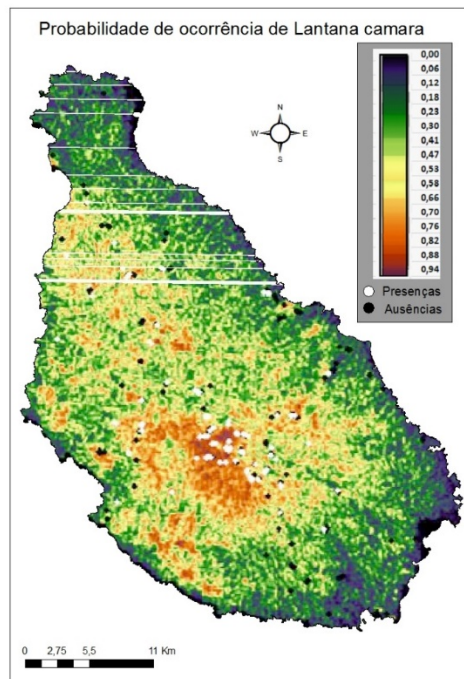 Probabilidade de ocorrência de Lantana camara
0,00
0,06
0,12
0,18
0,23
0,30
0,41
0,47
0,53
0,58
0,66
0,70
0,76
0,82
0,88
0,94
N
W E
S
Presenças
Ausências
0 2,75 5,5 11 Km